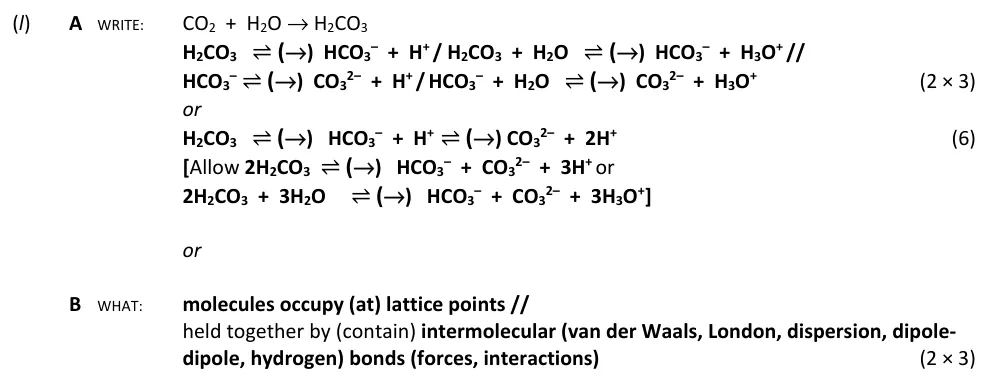 (l) A WRITE: CO₂ + H₂O → H₂CO₃
H₂CO₃ ⇌ (→) HCO₃⁻ + H⁺ / H₂CO₃ + H₂O ⇌ (→) HCO₃⁻ + H₃O⁺ //
HCO₃⁻ ⇌ (→) CO₃²⁻ + H⁺ / HCO₃⁻ + H₂O ⇌ (→) CO₃²⁻ + H₃O⁺ (2 × 3)
or
H₂CO₃ ⇌ (→) HCO₃⁻ + H⁺ ⇌ (→) CO₃²⁻ + 2H⁺ (6)
[Allow 2H₂CO₃ ⇌ (→) HCO₃⁻ + CO₃²⁻ + 3H⁺ or
2H₂CO₃ + 3H₂O ⇌ (→) HCO₃⁻ + CO₃²⁻ + 3H₃O⁺]
or
B WHAT: molecules occupy (at) lattice points //
held together by (contain) intermolecular (van der Waals, London, dispersion, dipole-
dipole, hydrogen) bonds (forces, interactions) (2 × 3)